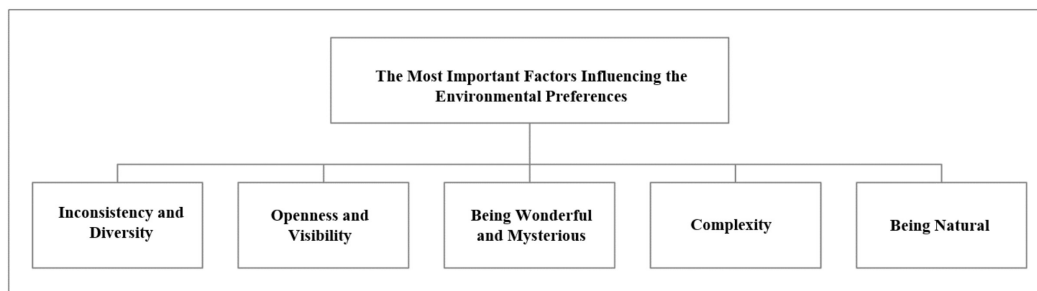 The Most Important Factors Influencing the
Environmental Preferences
Inconsistency and
Diversity
Openness and
Visibility
Being Wonderful
and Mysterious
Complexity
Being Natural